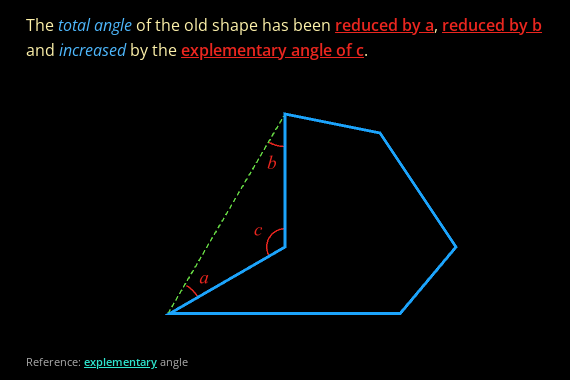 The total angle of the old shape has been reduced by a, reduced by b
and increased by the explementary angle of c.
b
c
a
Reference: explementary angle